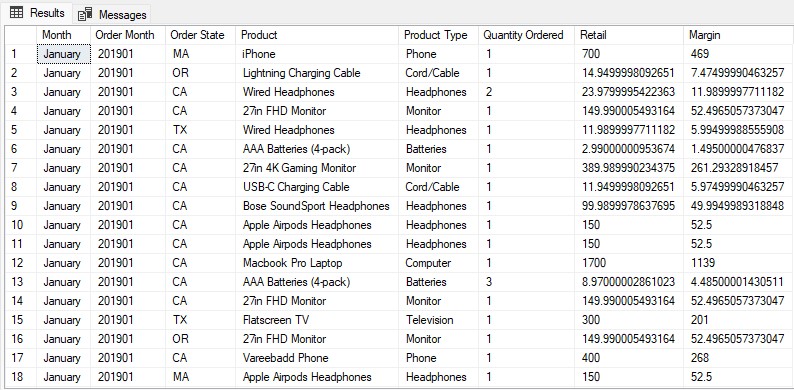 Results Messages
Month Order Month Order State Product Product Type Quantity Ordered Retail Margin
1 January 201901 MA iPhone Phone 1 700 469
2 January 201901 OR Lightning Charging Cable Cord/Cable 1 14.9499998092651 7.47499990463257
3 January 201901 CA Wired Headphones Headphones 2 23.9799995422363 11.9899997711182
4 January 201901 CA 27in FHD Monitor Monitor 1 149.990005493164 52.4965057373047
5 January 201901 TX Wired Headphones Headphones 1 11.9899997711182 5.99499988555908
6 January 201901 CA AAA Batteries (4-pack) Batteries 1 2.99000000953674 1.49500000476837
7 January 201901 CA 27in 4K Gaming Monitor Monitor 1 389.989990234375 261.29328918457
8 January 201901 CA USB-C Charging Cable Cord/Cable 1 11.9499998092651 5.97499990463257
9 January 201901 CA Bose SoundSport Headphones Headphones 1 99.9899978637695 49.9949989318848
10 January 201901 CA Apple Airpods Headphones Headphones 1 150 52.5
11 January 201901 CA Apple Airpods Headphones Headphones 1 150 52.5
12 January 201901 CA Macbook Pro Laptop Computer 1 1700 1139
13 January 201901 CA AAA Batteries (4-pack) Batteries 3 8.97000002861023 4.48500001430511
14 January 201901 CA 27in FHD Monitor Monitor 1 149.990005493164 52.4965057373047
15 January 201901 TX Flatscreen TV Television 1 300 201
16 January 201901 OR 27in FHD Monitor Monitor 1 149.990005493164 52.4965057373047
17 January 201901 CA Vareebadd Phone Phone 1 400 268
18 January 201901 MA Apple Airpods Headphones Headphones 1 150 52.5